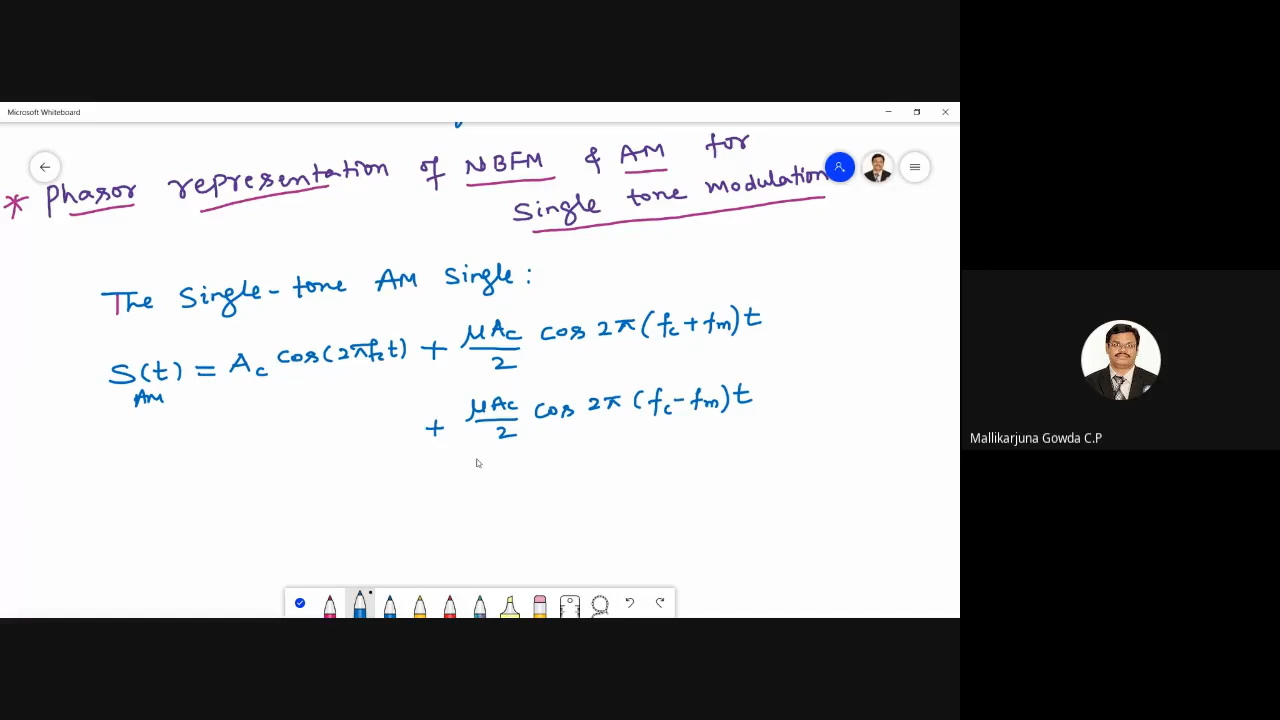 Microsoft Whiteboard
* Phasor representation of NBFM & AM for
Single tone modulation
The Single-tone AM Single:
S(t) = Ac cos(2πfct) + μAc/2 cos 2π(fc+fm)t
AM
+ μAc/2 cos 2π(fc-fm)t
Mallikarjuna Gowda C.P